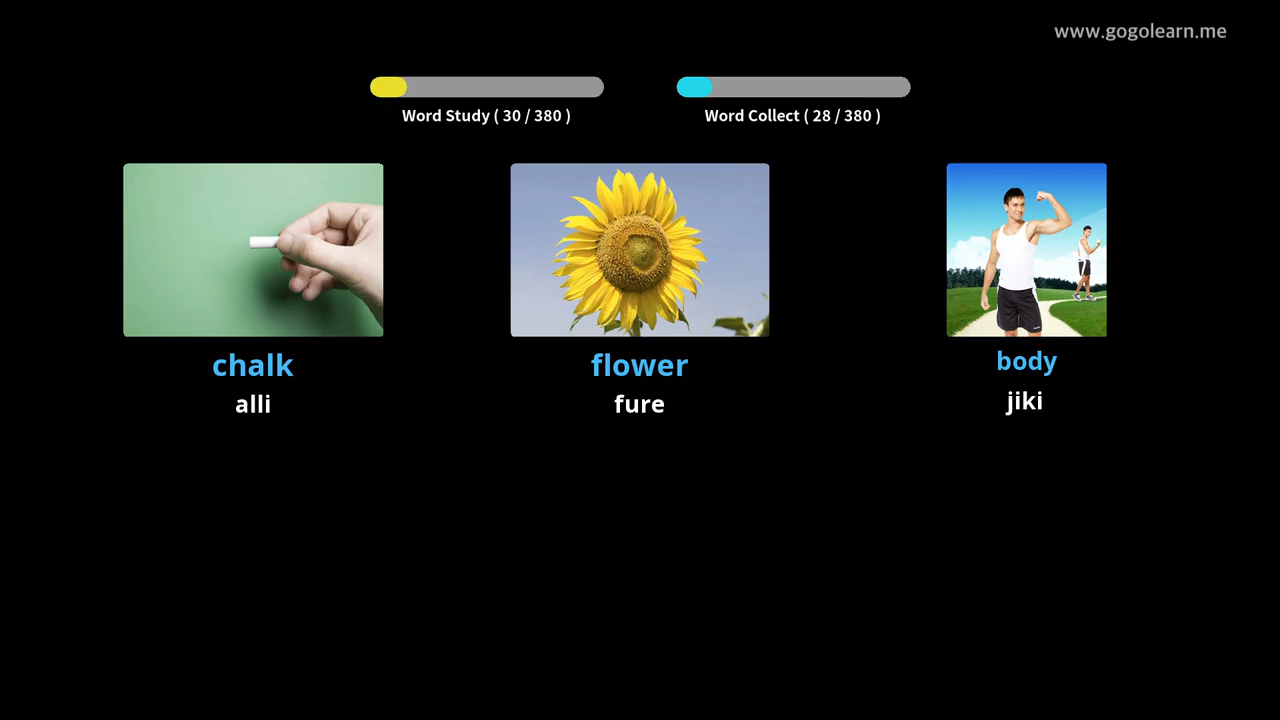 www.gogolearn.me
Word Study ( 30 / 380 )
Word Collect ( 28 / 380 )
chalk
alli
flower
fure
body
jiki